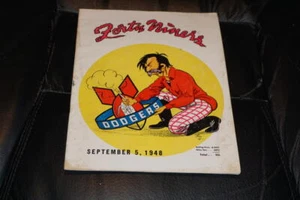 Forty Niners
DODGERS
SEPTEMBER 5, 1948